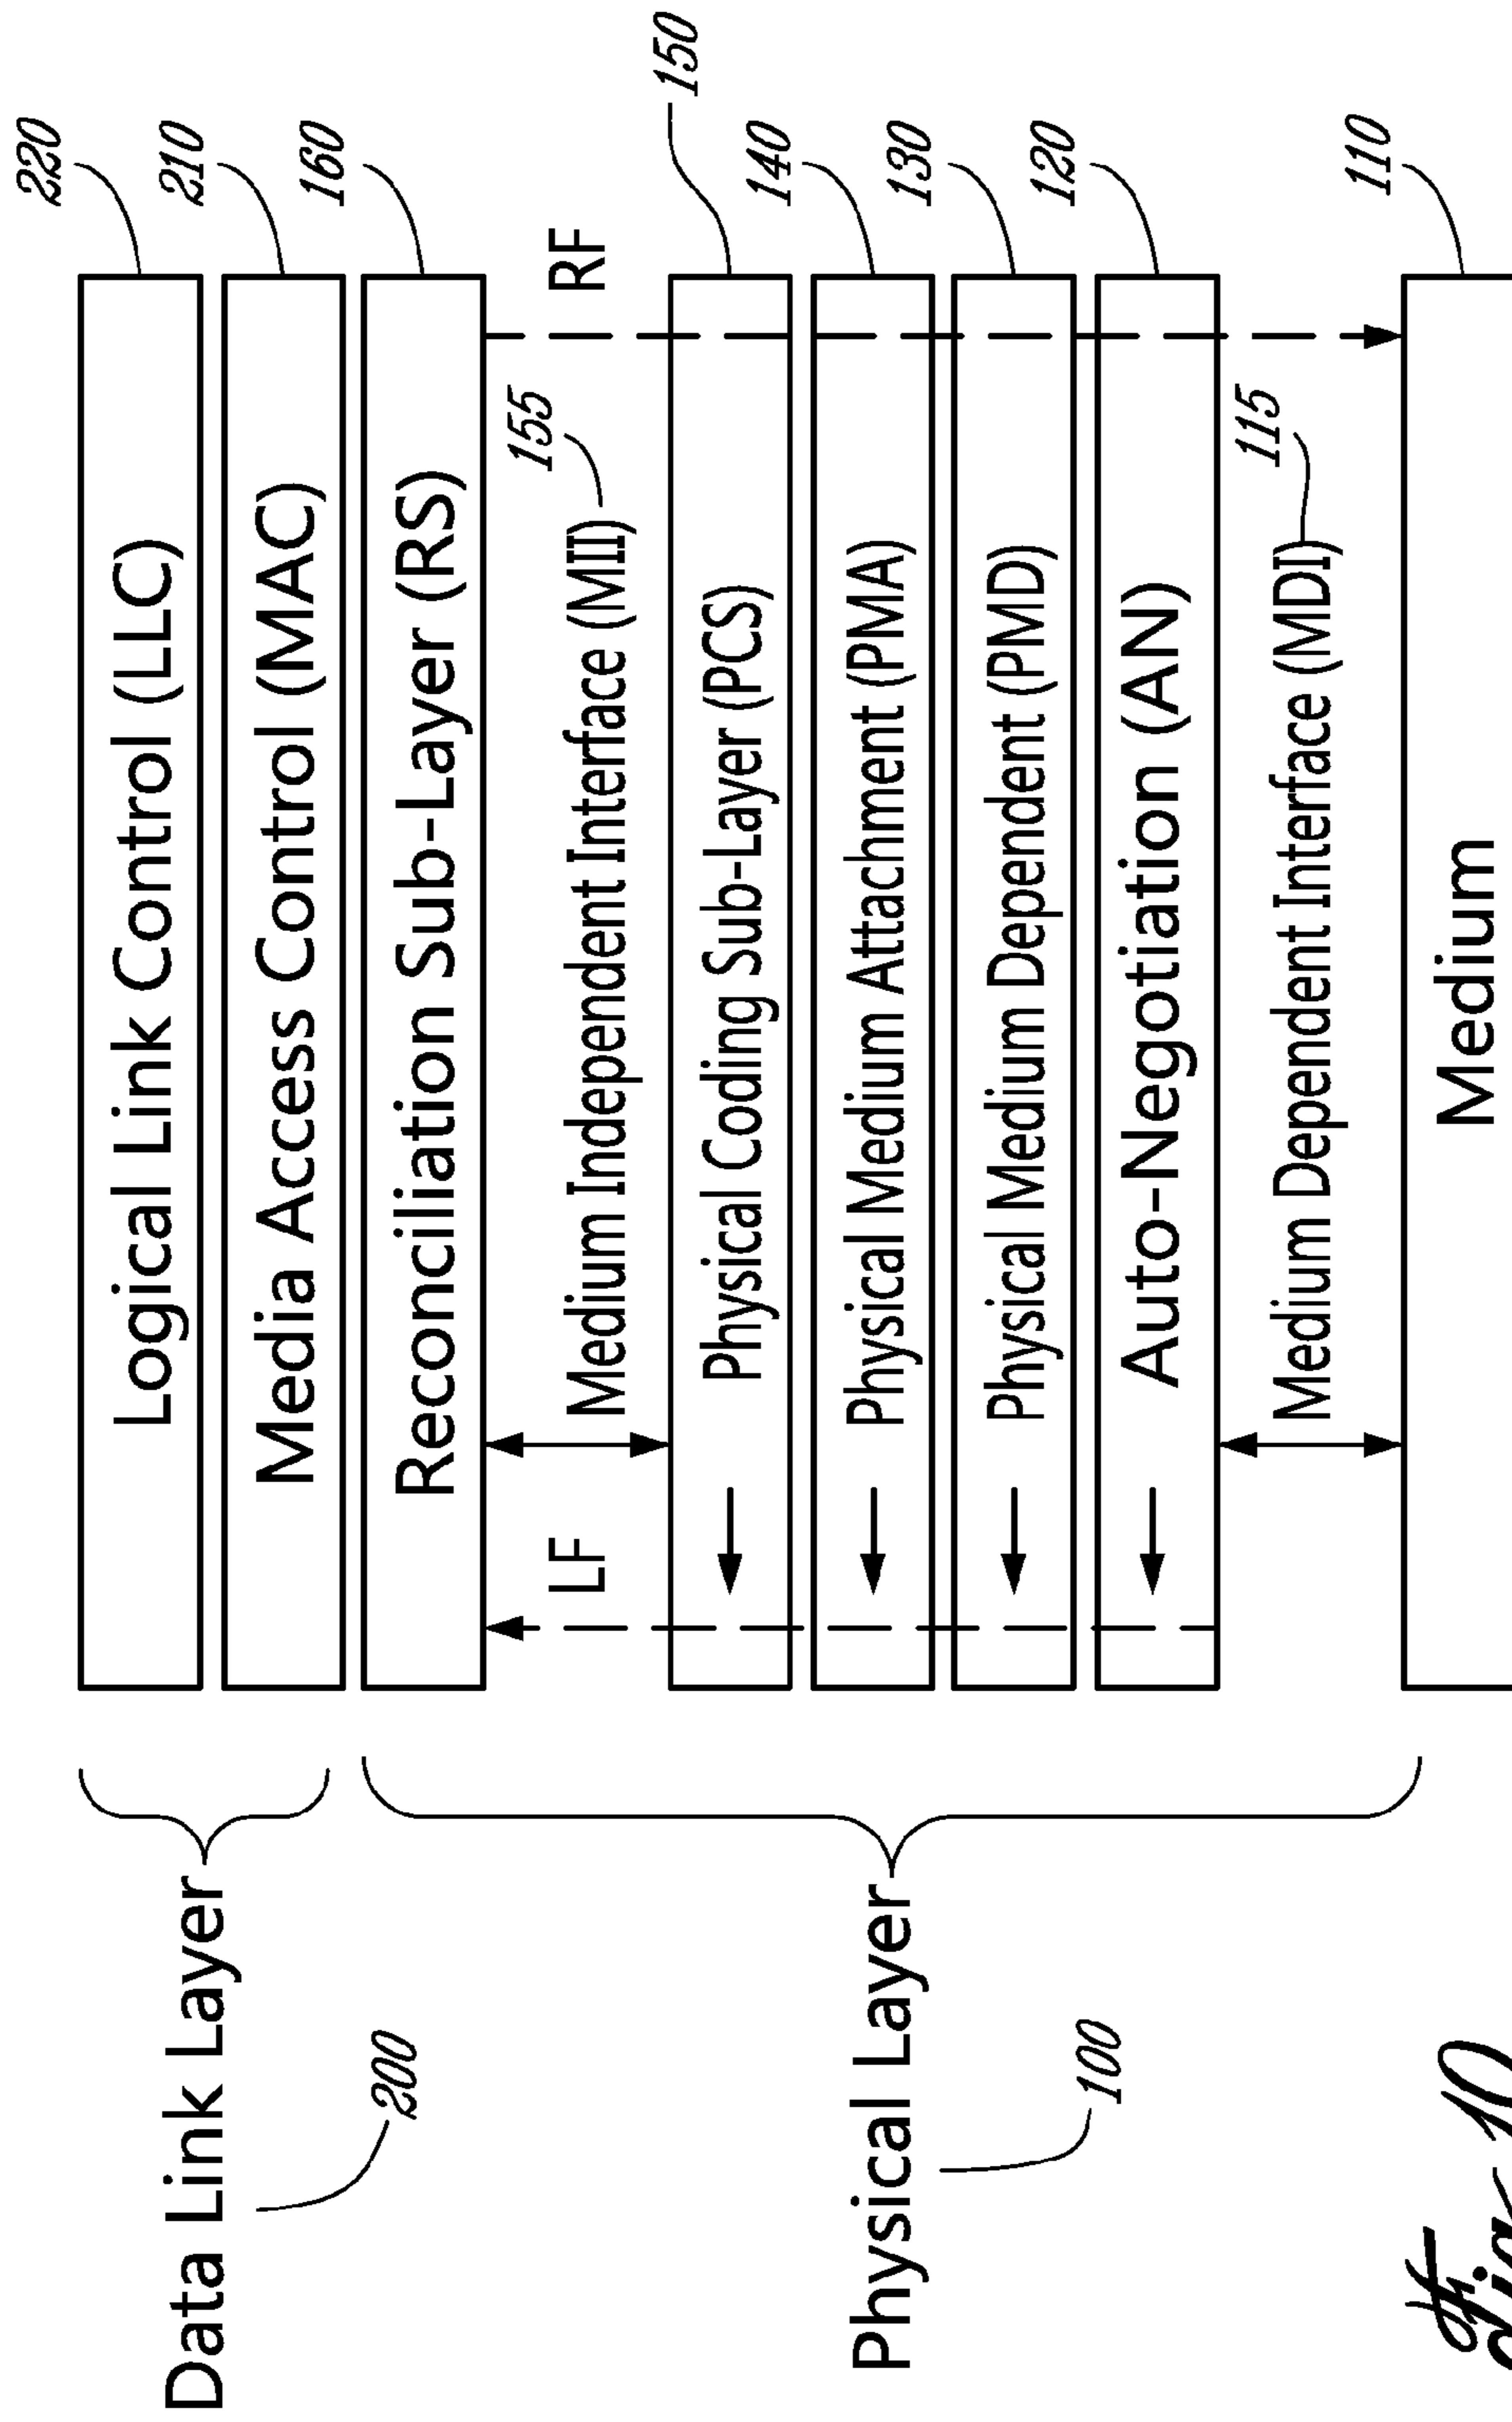 Data Link Layer
200
Logical Link Control (LLC)
220
Media Access Control (MAC)
210
Physical Layer
100
Reconciliation Sub-Layer (RS)
160
LF
Medium Independent Interface (MII)
155
RF
Physical Coding Sub-Layer (PCS)
150
Physical Medium Attachment (PMA)
140
Physical Medium Dependent (PMD)
130
Auto-Negotiation (AN)
120
Medium Dependent Interface (MDI)
115
Medium
110
Fig. 10